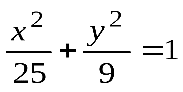 x²/25 + y²/9 = 1